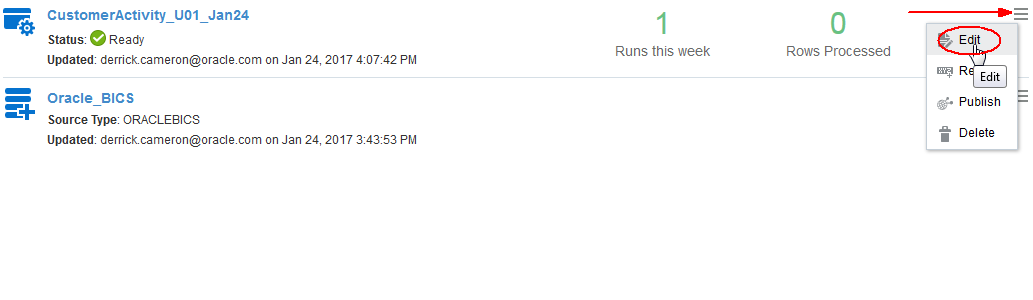 CustomerActivity_U01_Jan24
Status: Ready
Updated: derrick.cameron@oracle.com on Jan 24, 2017 4:07:42 PM
1
Runs this week
0
Rows Processed
Edit
Edit
Publish
Delete
Oracle_BICS
Source Type: ORACLEBICS
Updated: derrick.cameron@oracle.com on Jan 24, 2017 3:43:53 PM